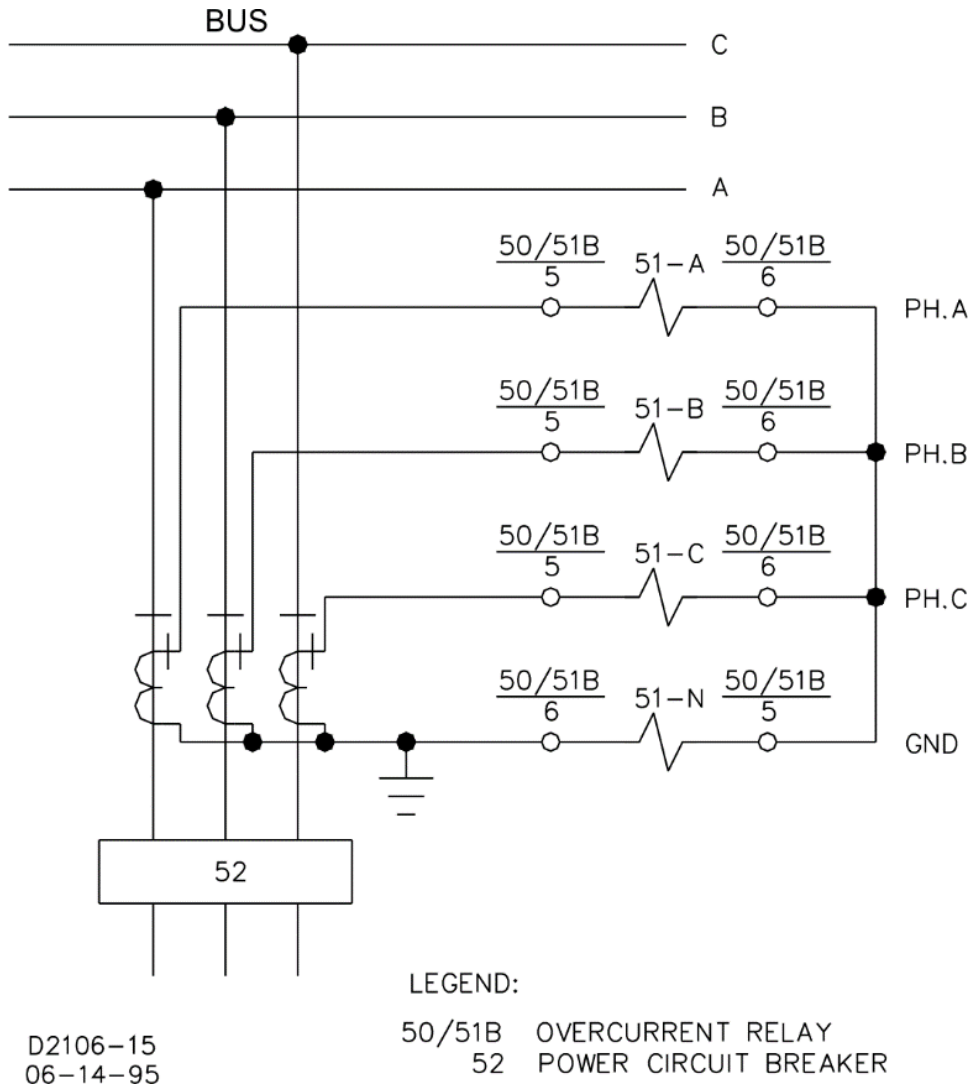 BUS
C
B
A
50/51B 51-A 50/51B
5 6
PH.A
50/51B 51-B 50/51B
5 6
PH.B
50/51B 51-C 50/51B
5 6
PH.C
50/51B 51-N 50/51B
6 5
GND
52
LEGEND:
50/51B OVERCURRENT RELAY
52 POWER CIRCUIT BREAKER
D2106-15
06-14-95